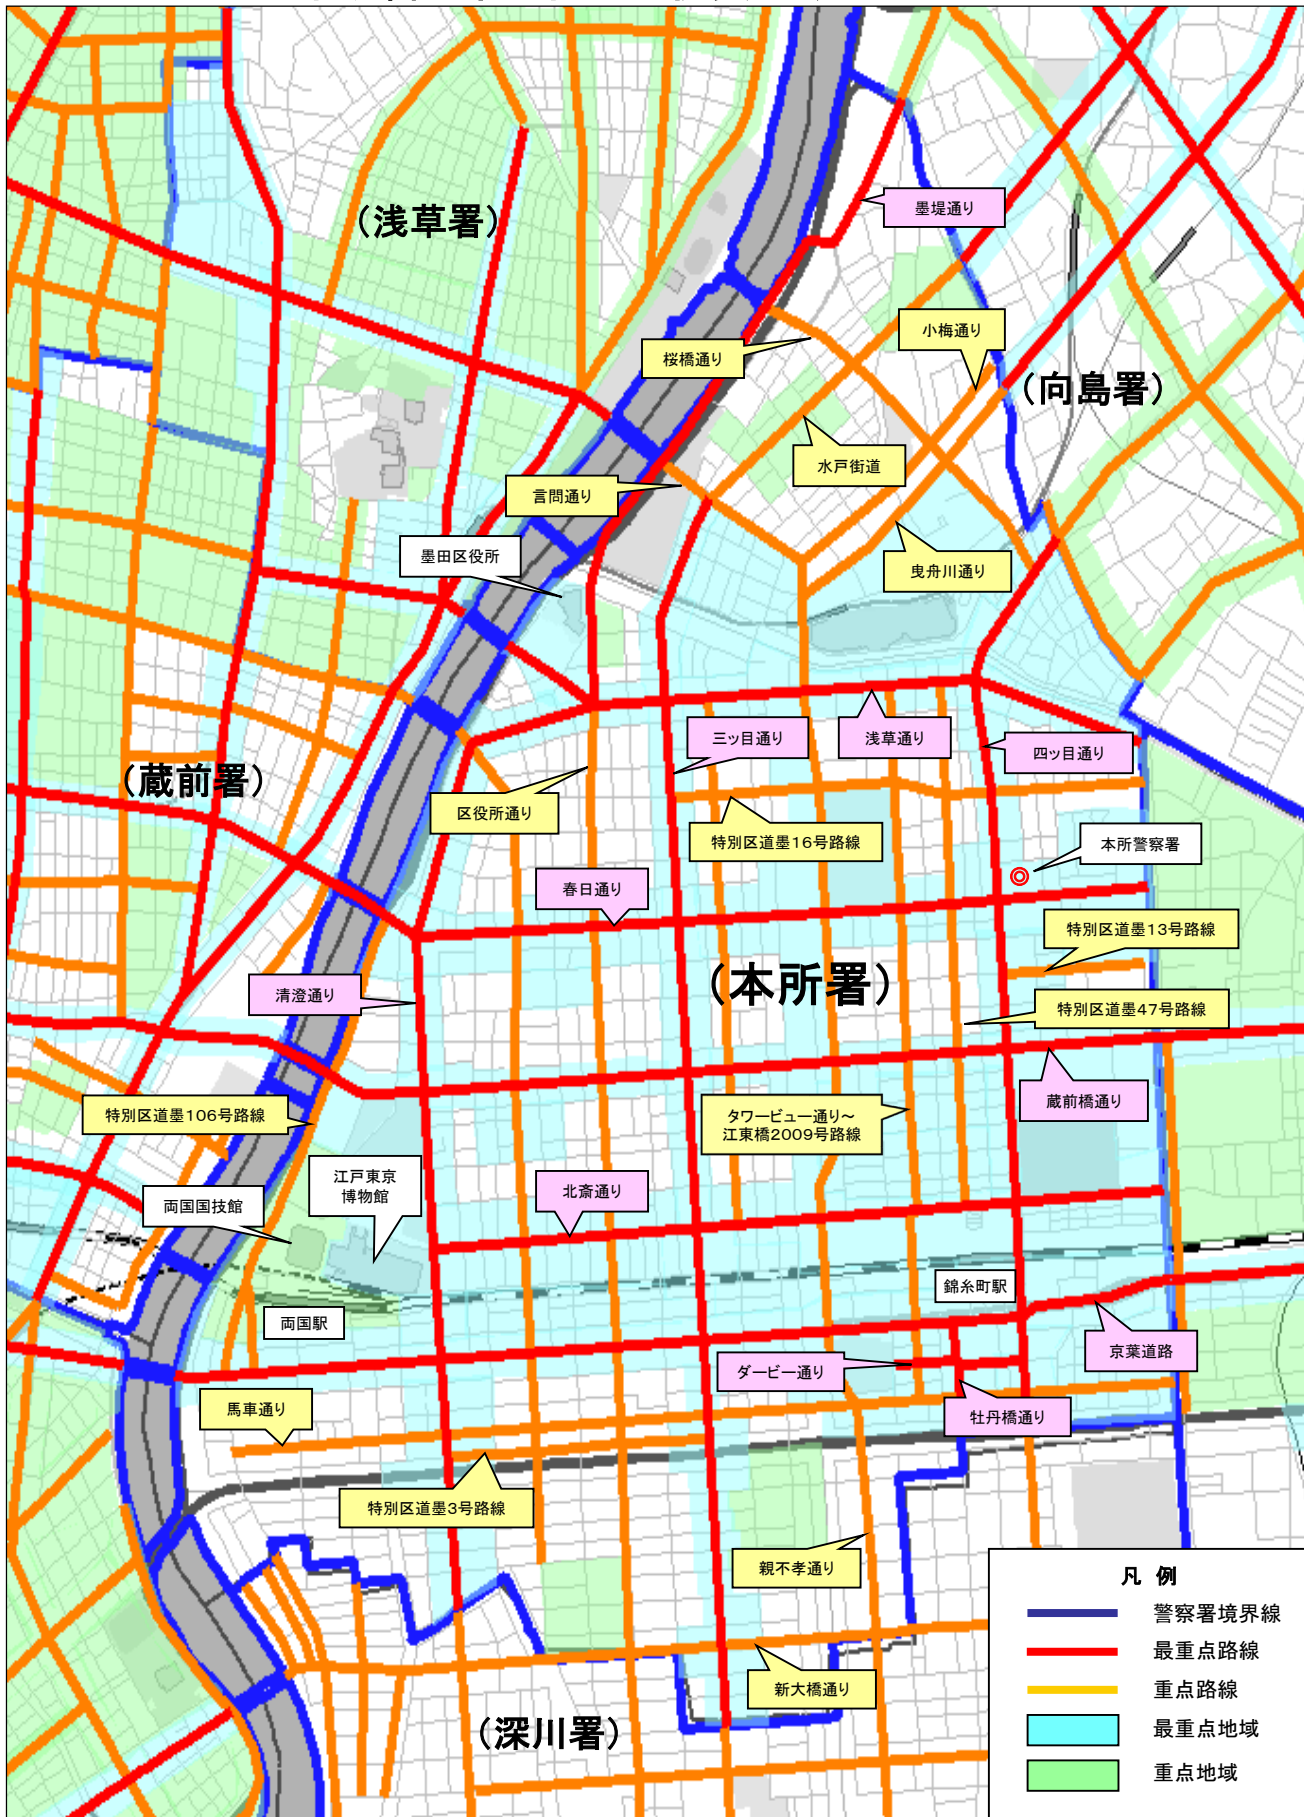 (浅草署)
墨堤通り
小梅通り
桜橋通り
(向島署)
水戸街道
言問通り
墨田区役所
曳舟川通り
三ッ目通り
浅草通り
四ッ目通り
(蔵前署)
区役所通り
特別区道墨16号路線
本所警察署
春日通り
特別区道墨13号路線
(本所署)
清澄通り
特別区道墨47号路線
特別区道墨106号路線
タワービュー通り～
江東橋2009号路線
蔵前橋通り
江戸東京
博物館
北斎通り
両国国技館
錦糸町駅
両国駅
京葉道路
ダービー通り
馬車通り
牡丹橋通り
特別区道墨3号路線
親不孝通り
新大橋通り
(深川署)
凡 例
警察署境界線
最重点路線
重点路線
最重点地域
重点地域